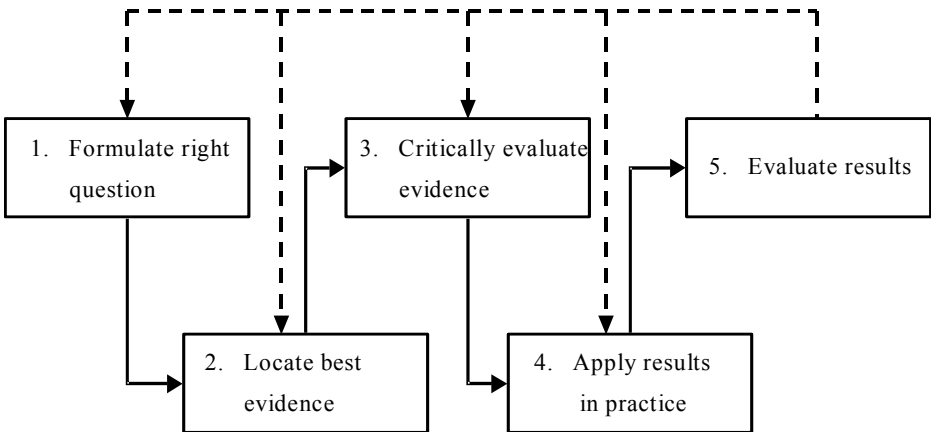 1. Formulate right
question
2. Locate best
evidence
3. Critically evaluate
evidence
4. Apply results
in practice
5. Evaluate results